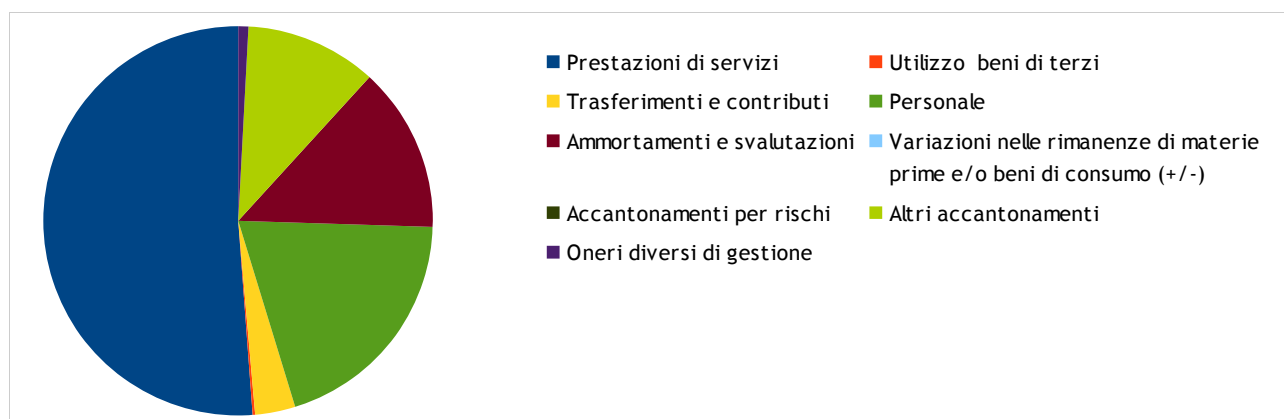 Prestazioni di servizi
Utilizzo beni di terzi
Trasferimenti e contributi
Personale
Ammortamenti e svalutazioni
Variazioni nelle rimanenze di materie
prime e/o beni di consumo (+/-)
Accantonamenti per rischi
Altri accantonamenti
Oneri diversi di gestione